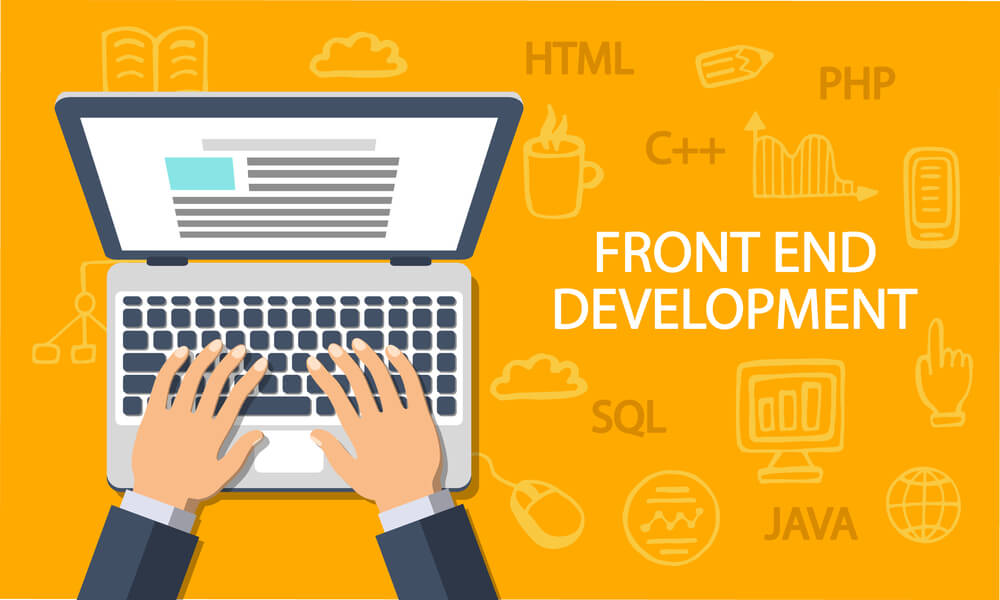 HTML
PHP
C++
FRONT END
DEVELOPMENT
SQL
JAVA